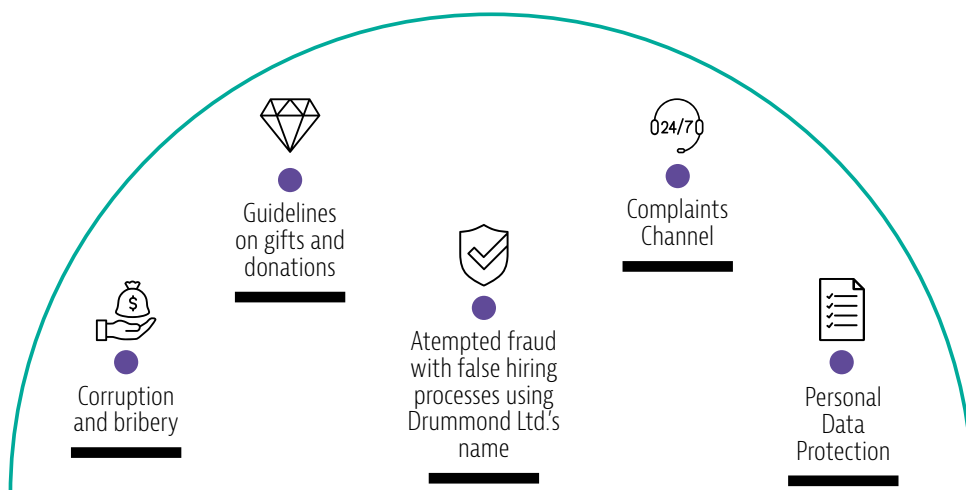 24/7
Guidelines
on gifts and
donations
Complaints
Channel
$
Corruption
and bribery
Atempted fraud
with false hiring
processes using
Drummond Ltd.'s
name
Personal
Data
Protection